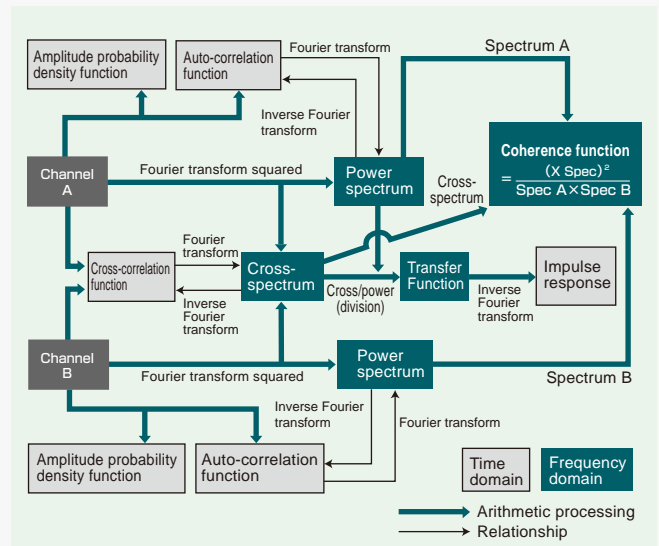 Spectrum A
Amplitude probability
density function
Auto-correlation
function
Fourier transform
Inverse Fourier
transform
Coherence function
= (X Spec)² / Spec A×Spec B
Channel
A
Fourier transform squared
Power
spectrum
Cross-
spectrum
Cross-correlation
function
Fourier
transform
Inverse
Fourier
transform
Cross-
spectrum
Cross/power
(division)
Transfer
Function
Inverse
Fourier
transform
Impulse
response
Channel
B
Fourier transform squared
Power
spectrum
Spectrum B
Inverse Fourier
transform
Fourier transform
Amplitude probability
density function
Auto-correlation
function
Time
domain
Frequency
domain
Arithmetic processing
Relationship